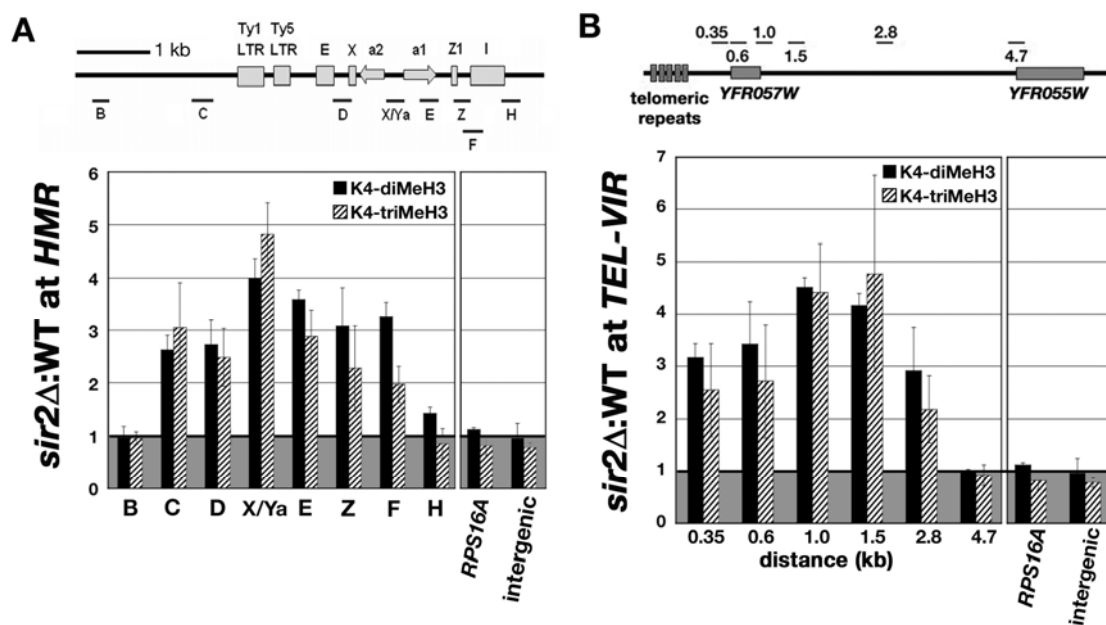 A
Ty1 Ty5
1 kb LTR LTR E X a2 a1 Z1 I
B C D X/Ya E Z H
F
sir2Δ:WT at HMR
6
5
4
3
2
1
0
K4-diMeH3
K4-triMeH3
B C D X/Ya E Z F H
RPS16A
intergenic
B
0.35 1.0 2.8
0.6 1.5 4.7
YFR057W YFR055W
telomeric
repeats
sir2Δ:WT at TEL-VIR
7
6
5
4
3
2
1
0
K4-diMeH3
K4-triMeH3
0.35 0.6 1.0 1.5 2.8 4.7
distance (kb)
RPS16A
intergenic